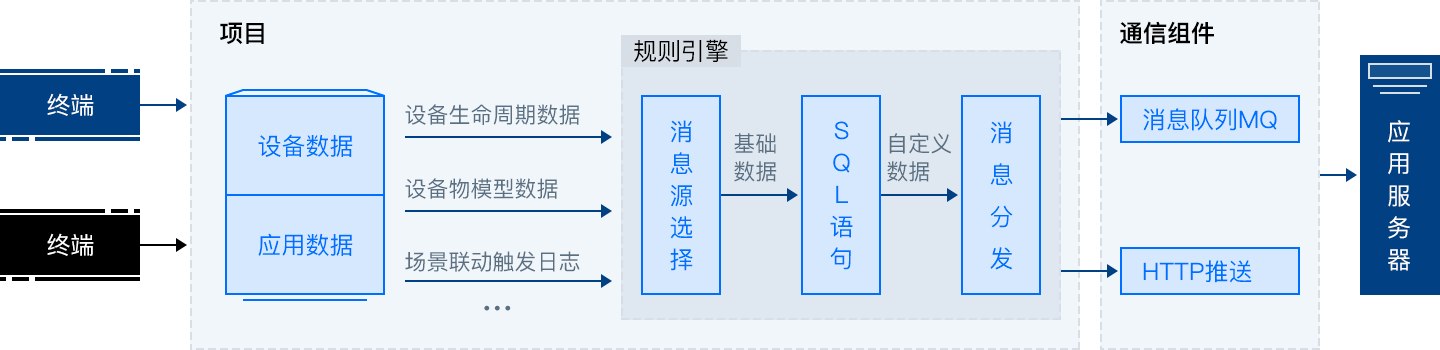 项目
通信组件
规则引擎
终端
终端
设备数据
应用数据
设备生命周期数据
设备物模型数据
场景联动触发日志
...
消息源选择
基础
数据
SQL语句
自定义
数据
消息分发
消息队列MQ
HTTP推送
应用服务器